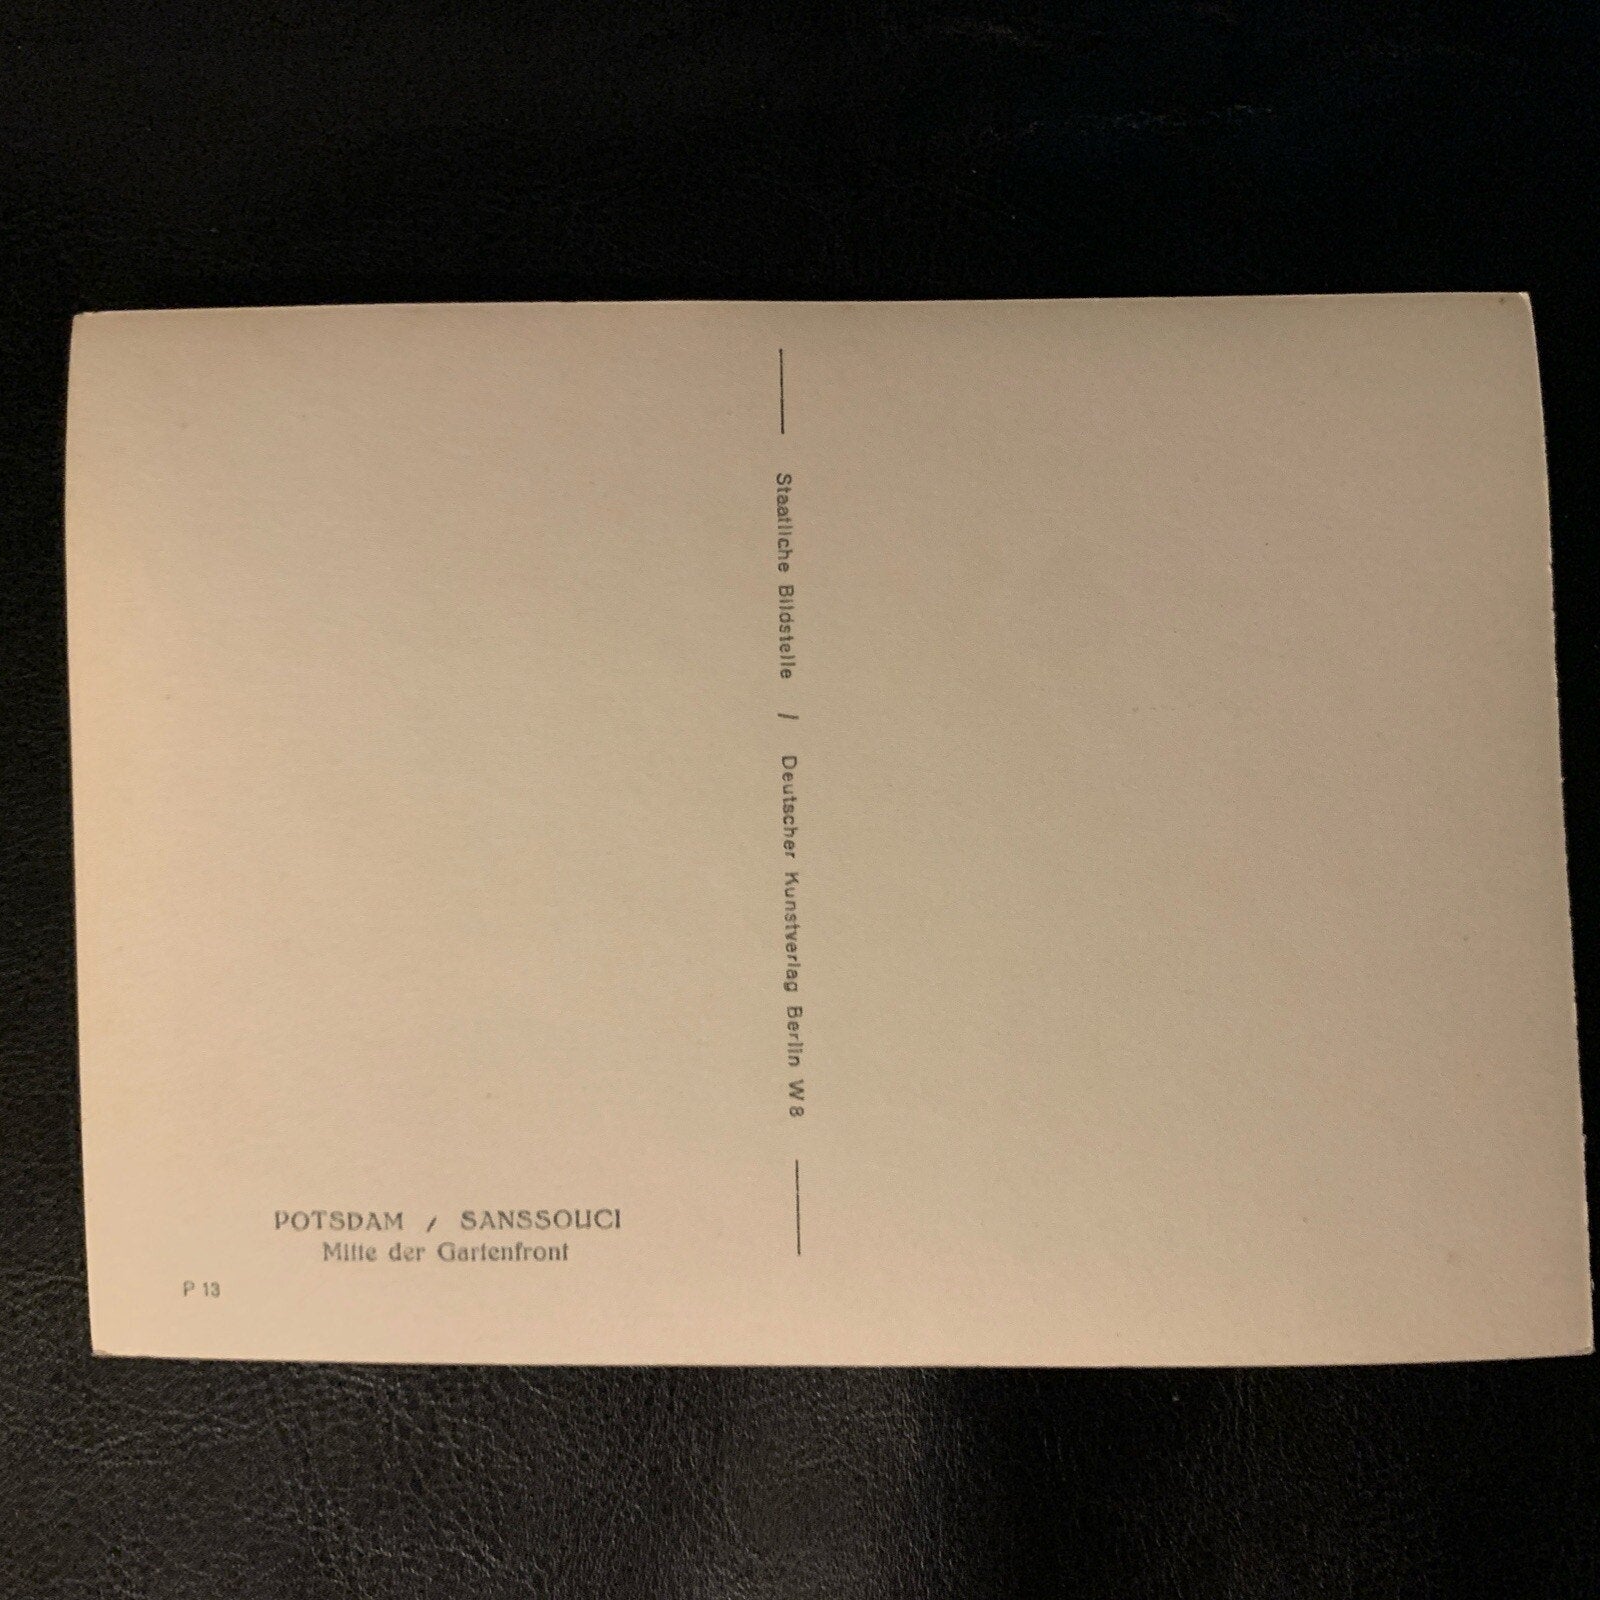 Staatliche Bildstelle / Deutscher Kunstverlag Berlin W 8
POTSDAM / SANSSOUCI
Mitte der Gartenfront
P 13